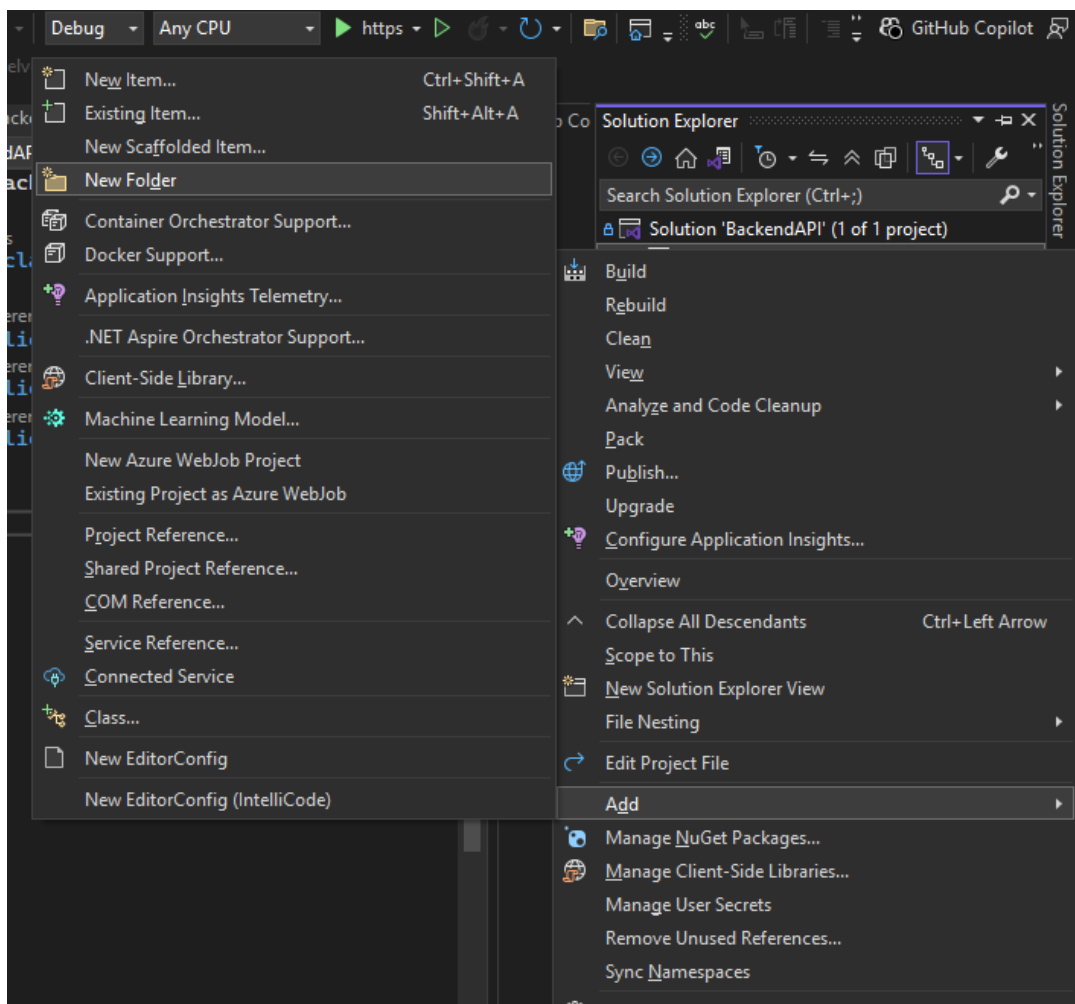 Debug
Any CPU
https
abc
GitHub Copilot
New Item... Ctrl+Shift+A
Existing Item... Shift+Alt+A
New Scaffolded Item...
New Folder
Container Orchestrator Support...
Docker Support...
Application Insights Telemetry...
.NET Aspire Orchestrator Support...
Client-Side Library...
Machine Learning Model...
New Azure WebJob Project
Existing Project as Azure WebJob
Project Reference...
Shared Project Reference...
COM Reference...
Service Reference...
Connected Service
Class...
New EditorConfig
New EditorConfig (IntelliCode)
Solution Explorer
Search Solution Explorer (Ctrl+;)
Solution 'BackendAPI' (1 of 1 project)
Solution Explorer
Build
Rebuild
Clean
View
Analyze and Code Cleanup
Pack
Publish...
Upgrade
Configure Application Insights...
Overview
Collapse All Descendants Ctrl+Left Arrow
Scope to This
New Solution Explorer View
File Nesting
Edit Project File
Add
Manage NuGet Packages...
Manage Client-Side Libraries...
Manage User Secrets
Remove Unused References...
Sync Namespaces